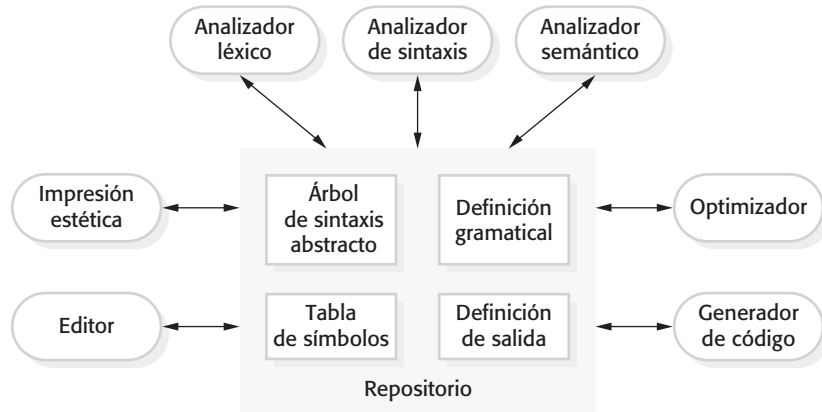 Analizador
léxico
Analizador
de sintaxis
Analizador
semántico
Impresión
estética
Árbol
de sintaxis
abstracto
Definición
gramatical
Optimizador
Editor
Tabla
de símbolos
Definición
de salida
Generador
de código
Repositorio